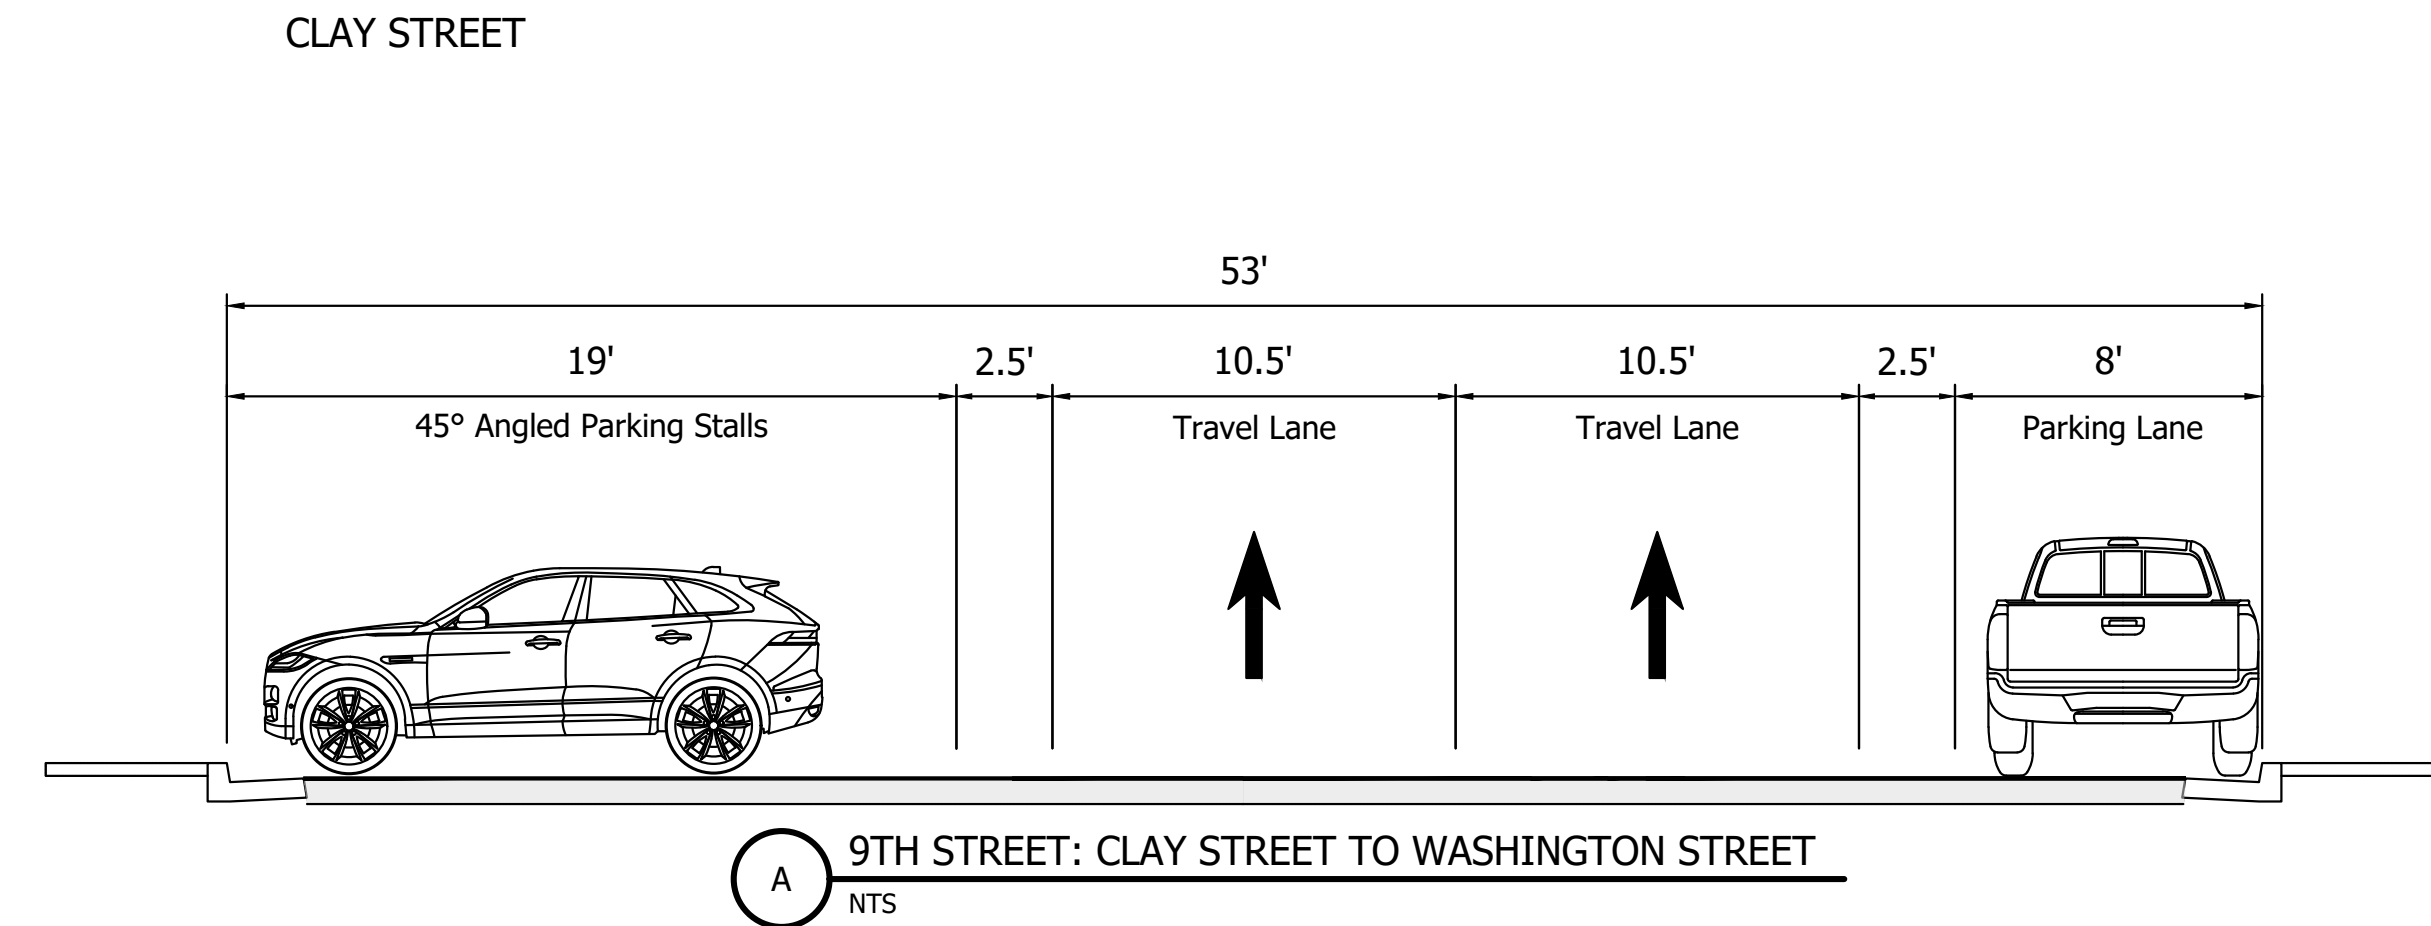 CLAY STREET
53'
19' 2.5' 10.5' 10.5' 2.5' 8'
45° Angled Parking Stalls Travel Lane Travel Lane Parking Lane
A 9TH STREET: CLAY STREET TO WASHINGTON STREET
NTS